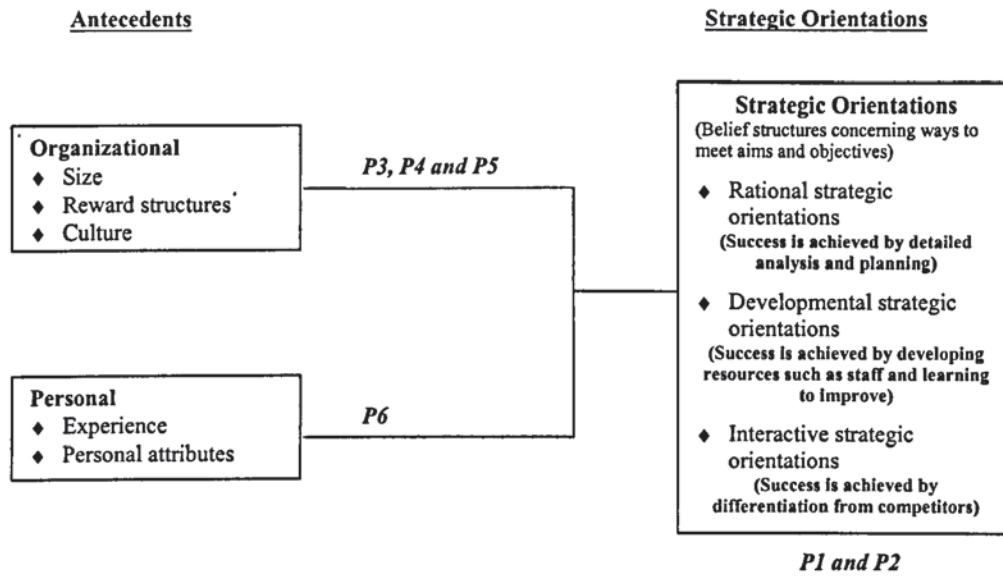 Antecedents
Strategic Orientations
Organizational
♦ Size
♦ Reward structures
♦ Culture
P3, P4 and P5
Personal
♦ Experience
♦ Personal attributes
P6
Strategic Orientations
(Belief structures concerning ways to
meet aims and objectives)
♦ Rational strategic
orientations
(Success is achieved by detailed
analysis and planning)
♦ Developmental strategic
orientations
(Success is achieved by developing
resources such as staff and learning
to improve)
♦ Interactive strategic
orientations
(Success is achieved by
differentiation from competitors)
P1 and P2